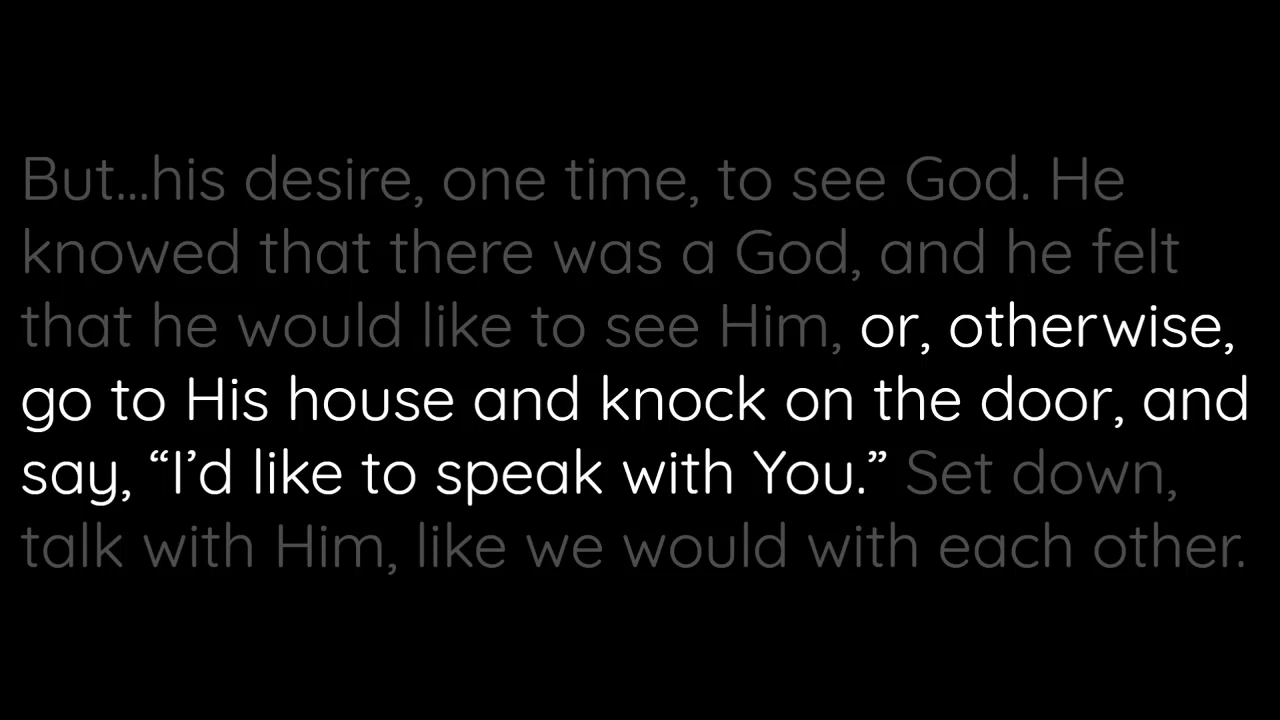 But...his desire, one time, to see God. He
knowed that there was a God, and he felt
that he would like to see Him, or, otherwise,
go to His house and knock on the door, and
say, “I’d like to speak with You.” Set down,
talk with Him, like we would with each other.